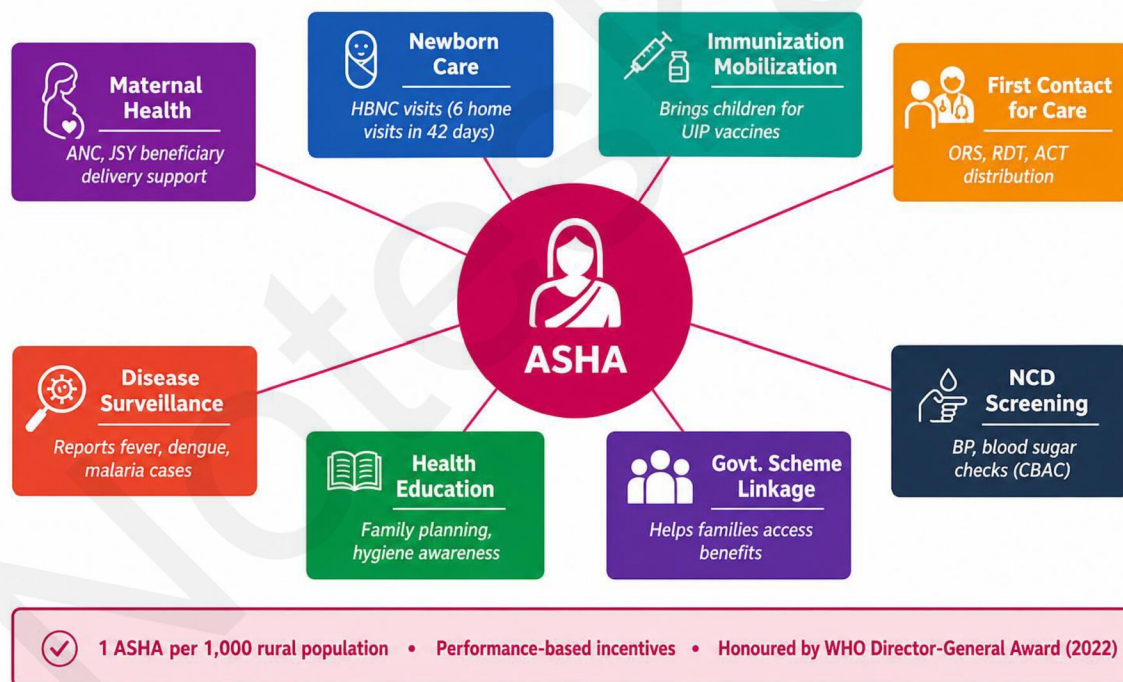 Maternal
Health
ANC, JSY beneficiary
delivery support
Newborn
Care
HBNC visits (6 home
visits in 42 days)
Immunization
Mobilization
Brings children for
UIP vaccines
First Contact
for Care
ORS, RDT, ACT
distribution
ASHA
Disease
Surveillance
Reports fever, dengue,
malaria cases
Health
Education
Family planning,
hygiene awareness
Govt. Scheme
Linkage
Helps families access
benefits
NCD
Screening
BP, blood sugar
checks (CBAC)
1 ASHA per 1,000 rural population • Performance-based incentives • Honoured by WHO Director-General Award (2022)